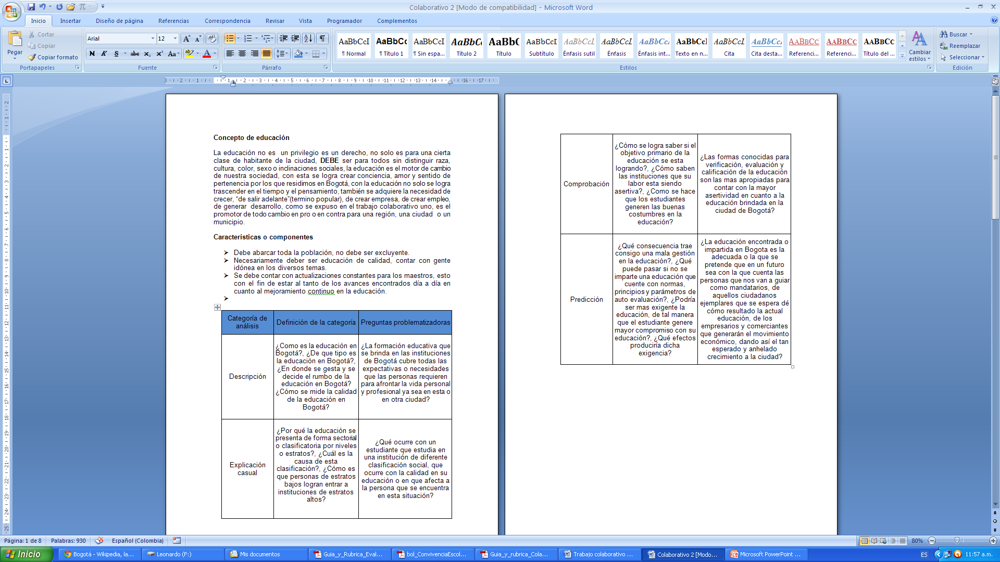 Colaborativo 2 [Modo de compatibilidad] - Microsoft Word
Inicio
Insertar
Diseño de página
Referencias
Correspondencia
Revisar
Vista
Programador
Complementos
Pegar
Cortar
Copiar
Copiar formato
Portapapeles
Arial
12
Fuente
Párrafo
AaBbCcI
¶ Normal
AaBbCc
¶ Título 1
AaBbCcI
¶ Sin espa...
AaBbC
Título 2
AaBb(
Título
AaBbCcI
Subtítulo
AaBbCcL
Énfasis sutil
AaBbCcL
Énfasis
AaBbCc.
Énfasis int...
AaBbCcI
Texto en n...
AaBbCcL
Cita
AaBbCcL
Cita desta...
AaBbCc
Referenci...
AaBbCc
Referenci...
AaBbCc
Título del ...
Estilos
Cambiar
estilos
Buscar
Reemplazar
Seleccionar
Edición
Concepto de educación
La educación no es  un privilegio es un derecho, no solo es para una cierta
clase de habitante de la ciudad, DEBE ser para todos sin distinguir raza,
cultura, color, sexo o inclinaciones sociales, la educación es el motor de cambio
de nuestra sociedad, con esta se logra crear conciencia, amor y sentido de
pertenencia por los que residimos en Bogotá, con la educación no solo se logra
trascender en el tiempo y el pensamiento, también se adquiere la necesidad de
crecer, “de salir adelante”(termino popular), de crear empresa, de crear empleo,
de generar  desarrollo, como se expuso en el trabajo colaborativo uno, es el
promotor de todo cambio en pro o en contra para una región, una ciudad  o un
municipio.
Características o componentes
Debe abarcar toda la población, no debe ser excluyente.
Necesariamente deber ser educación de calidad, contar con gente
idónea en los diversos temas.
Se debe contar con actualizaciones constantes para los maestros, esto
con el fin de estar al tanto de los avances encontrados día a día en
cuanto al mejoramiento continuo en la educación.
Categoría de
análisis
Definición de la categoría
Preguntas problematizadoras
Descripción
¿Como es la educación en
Bogotá?, ¿De que tipo es
la educación en Bogotá?,
¿En donde se gesta y se
decide el rumbo de la
educación en Bogotá?
¿Cómo se mide la calidad
de la educación en
Bogotá?
¿La formación educativa que
se brinda en las instituciones
de Bogotá cubre todas las
expectativas o necesidades
que las personas requieren
para afrontar la vida personal
y profesional ya sea en esta o
en otra ciudad?
Explicación
casual
¿Por qué la educación se
presenta de forma sectorial
o clasificatoria por niveles
o estratos?, ¿Cuál es la
causa de esta
clasificación?, ¿Cómo es
que personas de estratos
bajos logran entrar a
instituciones de estratos
altos?
¿Qué ocurre con un
estudiante que estudia en
una institución de diferente
clasificación social, que
ocurre con la calidad en su
educación o en que afecta a
la persona que se encuentra
en esta situación?
Comprobación
¿Cómo se logra saber si el
objetivo primario de la
educación se esta
logrando?, ¿Cómo saben
las instituciones que su
labor esta siendo
asertiva?, ¿Como se hace
que los estudiantes
generen las buenas
costumbres en la
educación?
¿Las formas conocidas para
verificación, evaluación y
calificación de la educación
son las mas apropiadas para
contar con la mayor
asertividad en cuanto a la
educación brindada en la
ciudad de Bogotá?
Predicción
¿Qué consecuencia trae
consigo una mala gestión
en la educación?, ¿Qué
puede pasar si no se
imparte una educación que
cuente con normas,
principios y parámetros de
auto evaluación?, ¿Podría
ser mas exigente la
educación, de tal manera
que el estudiante genere
mayor compromiso con su
educación?, ¿Qué efectos
produciría dicha
exigencia?
¿La educación encontrada o
impartida en Bogota es la
adecuada o la que se
pretende que en un futuro
sea con la que cuenta las
personas que nos van a guiar
como mandatarios, de
aquellos ciudadanos
ejemplares que se espera dé
cómo resultado la actual
educación, de los
empresarios y comerciantes
que generarán el movimiento
económico, dando así el tan
esperado y anhelado
crecimiento a la ciudad?
Página: 1 de 8
Palabras: 930
Español (Colombia)
80%
Inicio
Bogotá - Wikipedia, la...
Leonardo (F:)
Mis documentos
Guia_y_Rubrica_Eval...
bol_ConvivenciaEscol...
Guia_y_rubrica_Cola...
Trabajo colaborativo ...
Colaborativo 2 [Modo...
Microsoft PowerPoint ...
ES
11:57 a.m.